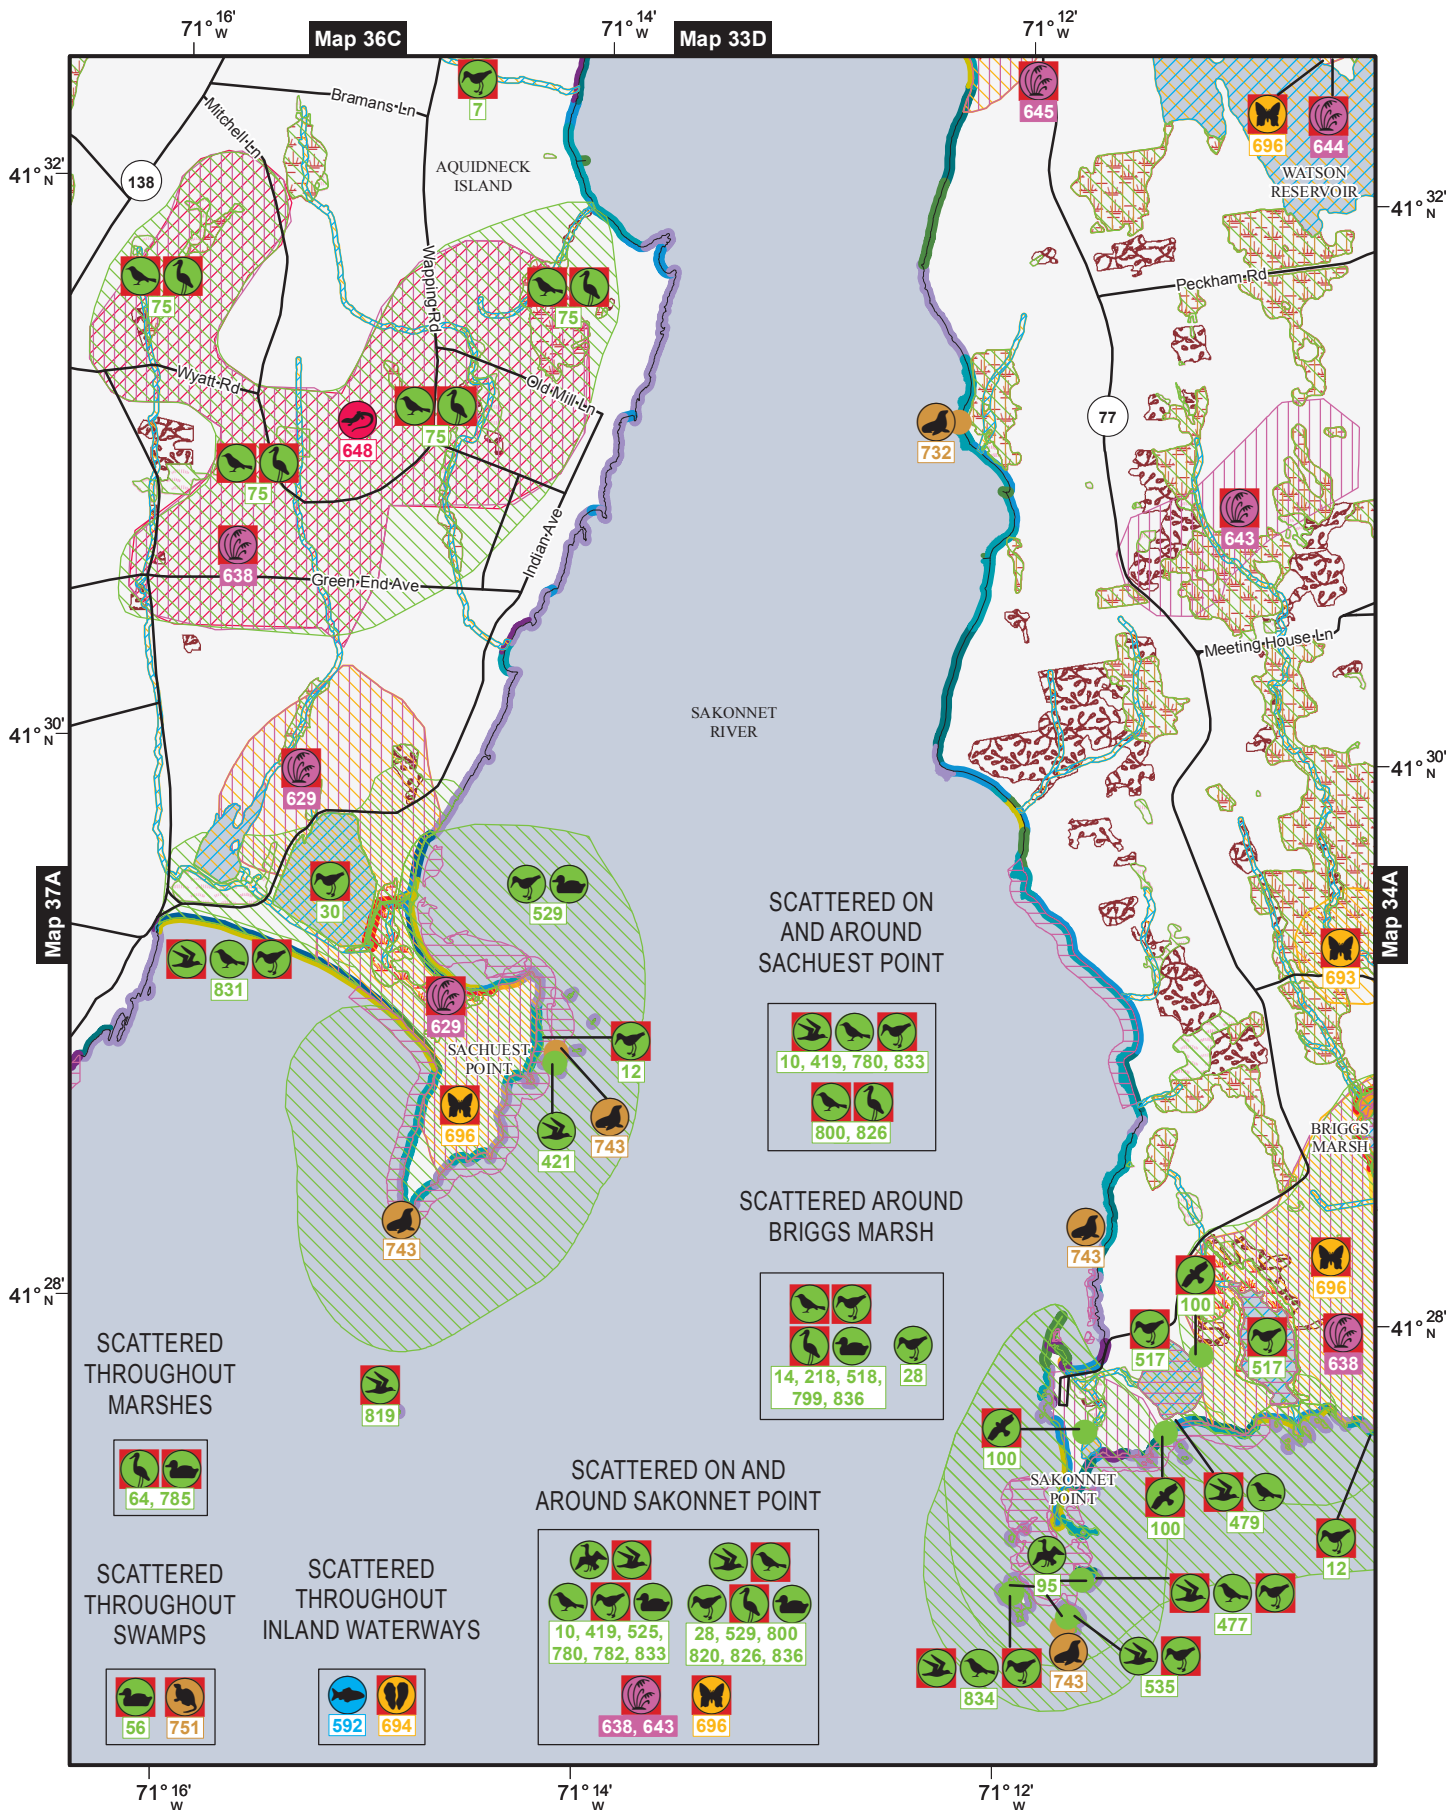 71° 16' W
Map 36C
71° 14' W
Map 33D
71° 12' W
Bramans Ln
7
645
Mitchell Ln
696
644
41° 32' N
138
AQUIDNECK
ISLAND
WATSON
RESERVOIR
41° 32' N
Wapping Rd
75
75
Peckham Rd
Wyatt Rd
Old Mill Ln
648
75
732
77
75
638
Indian Ave
643
Green End Ave
Meeting House Ln
41° 30' N
SAKONNET
RIVER
41° 30' N
629
Map 37A
30
529
SCATTERED ON
AND AROUND
SACHUEST POINT
Map 34A
831
693
629
SACHUEST
POINT
12
10, 419, 780, 833
800, 826
696
421
743
BRIGGS
MARSH
SCATTERED AROUND
BRIGGS MARSH
743
743
41° 28' N
696
100
517
517
638
41° 28' N
14, 218, 518,
799, 836
28
SCATTERED
THROUGHOUT
MARSHES
819
64, 785
100
SAKONNET
POINT
100
479
12
SCATTERED ON AND
AROUND SAKONNET POINT
SCATTERED
THROUGHOUT
SWAMPS
SCATTERED
THROUGHOUT
INLAND WATERWAYS
95
477
10, 419, 525,
780, 782, 833
28, 529, 800
820, 826, 836
834
743
535
56
751
592
694
638, 643
696
71° 16' W
71° 14' W
71° 12' W